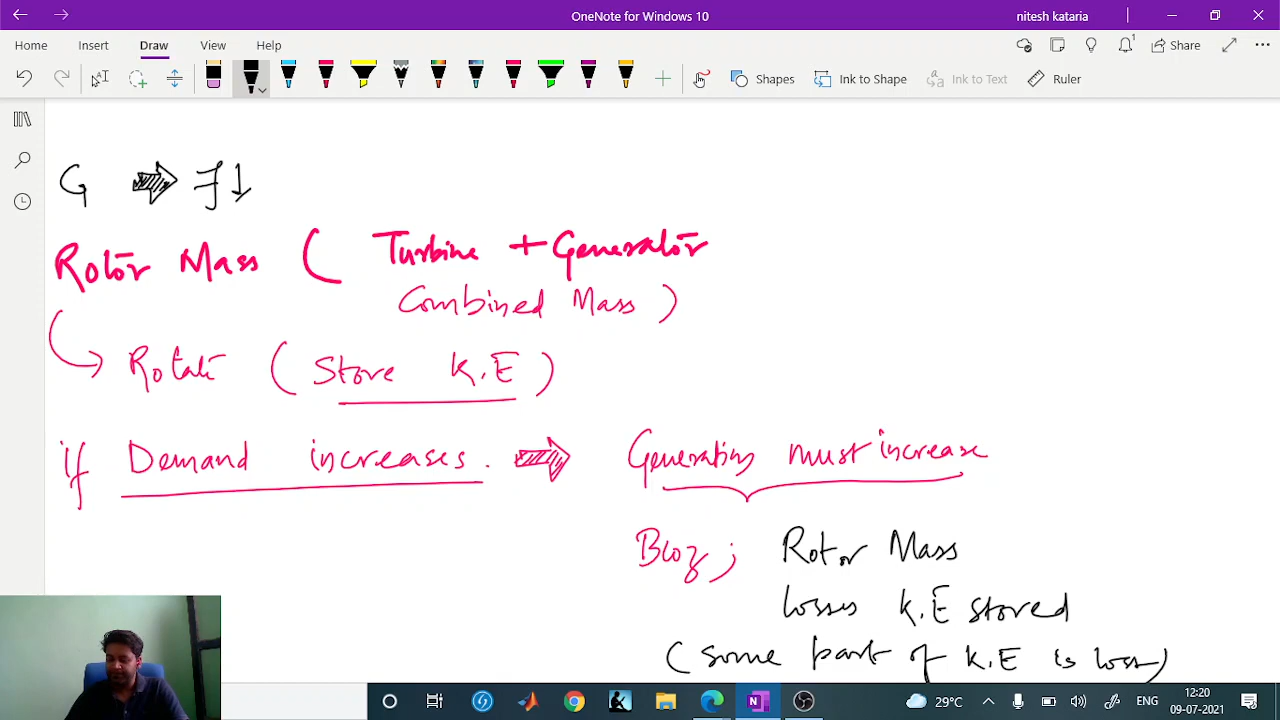 OneNote for Windows 10
nitesh kataria
Home Insert Draw View Help
Share
Shapes
Ink to Shape
Ink to Text
Ruler
G ⇒ f↓
Rotor Mass ( Turbine + Generator
Combined Mass )
Rotate ( Store K.E )
if Demand increases. ⇒ Generation must increase
Bcoz ; Rotor Mass
losses K.E stored
( some part of K.E is loss)
29°C ENG 12:20
09-07-2021